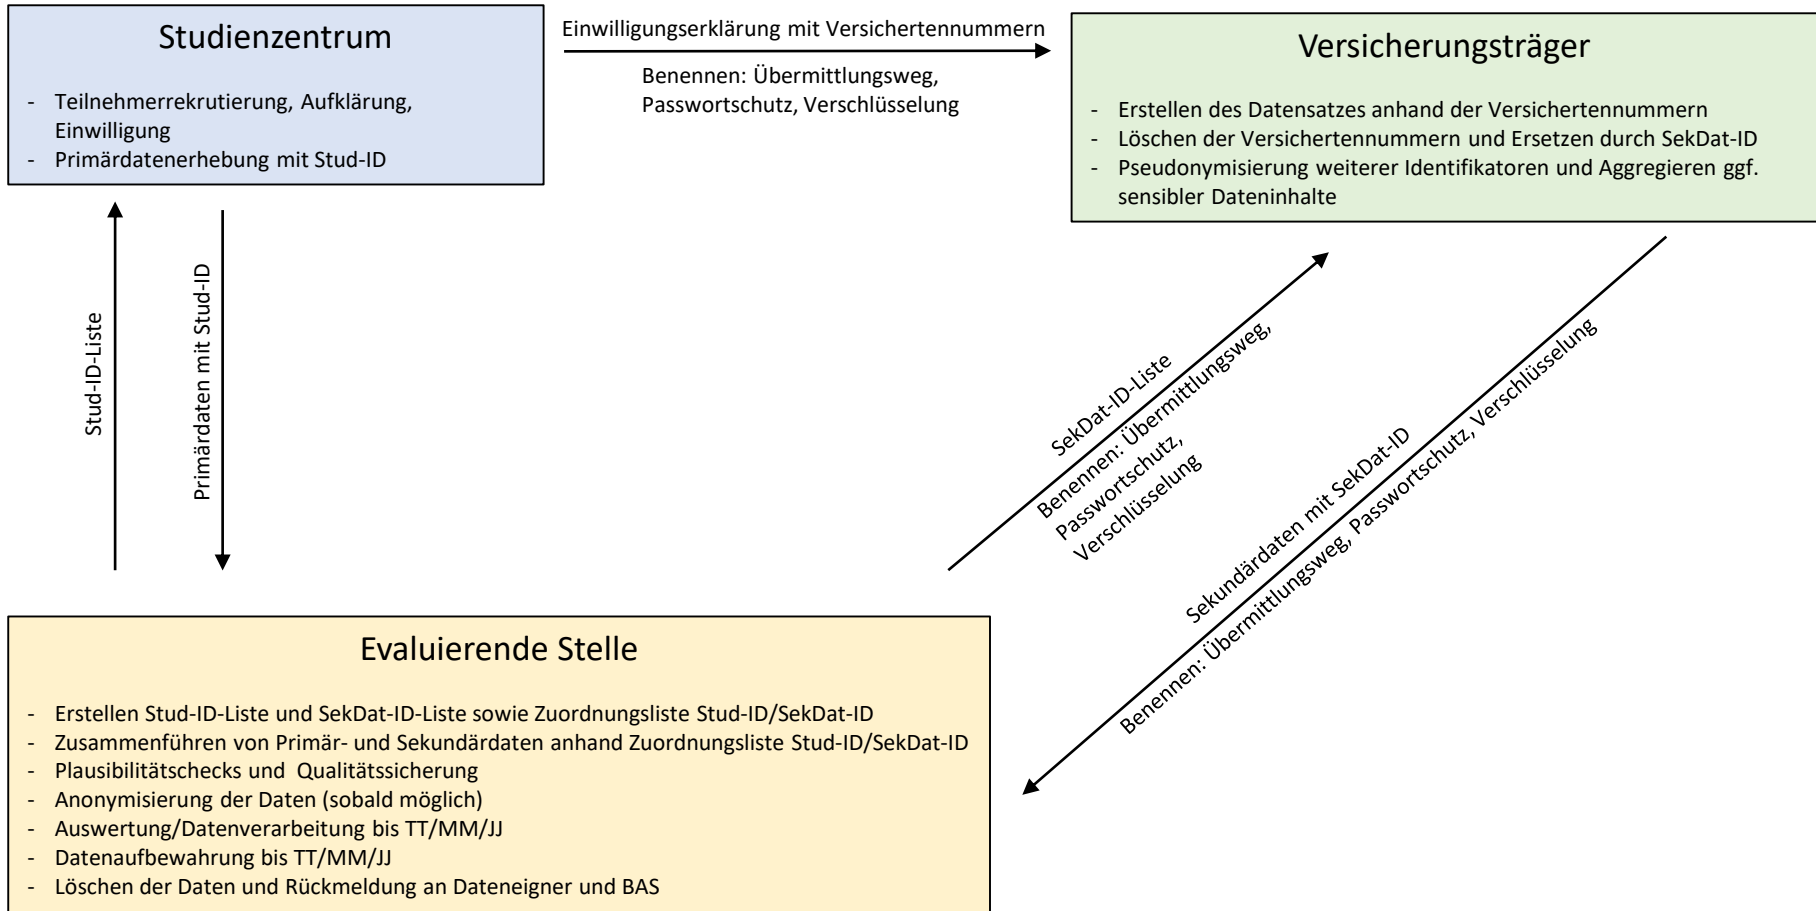 Studienzentrum
- Teilnehmerrekrutierung, Aufklärung,
Einwilligung
- Primärdatenerhebung mit Stud-ID
Einwilligungserklärung mit Versichertennummern
Benennen: Übermittlungsweg,
Passwortschutz, Verschlüsselung
Versicherungsträger
- Erstellen des Datensatzes anhand der Versichertennummern
- Löschen der Versichertennummern und Ersetzen durch SekDat-ID
- Pseudonymisierung weiterer Identifikatoren und Aggregieren ggf.
sensibler Dateninhalte
Stud-ID-Liste
Primärdaten mit Stud-ID
SekDat-ID-Liste
Benennen: Übermittlungsweg,
Passwortschutz,
Verschlüsselung
Sekundärdaten mit SekDat-ID
Benennen: Übermittlungsweg, Passwortschutz, Verschlüsselung
Evaluierende Stelle
- Erstellen Stud-ID-Liste und SekDat-ID-Liste sowie Zuordnungsliste Stud-ID/SekDat-ID
- Zusammenführen von Primär- und Sekundärdaten anhand Zuordnungsliste Stud-ID/SekDat-ID
- Plausibilitätschecks und  Qualitätssicherung
- Anonymisierung der Daten (sobald möglich)
- Auswertung/Datenverarbeitung bis TT/MM/JJ
- Datenaufbewahrung bis TT/MM/JJ
- Löschen der Daten und Rückmeldung an Dateneigner und BAS